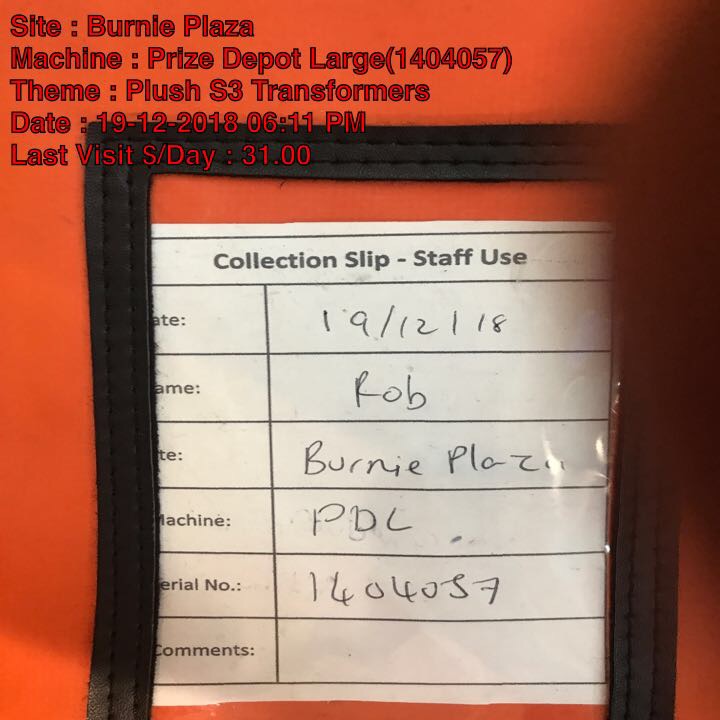 Site : Burnie Plaza
Machine : Prize Depot Large(1404057)
Theme : Plush S3 Transformers
Date : 19-12-2018 06:11 PM
Last Visit $/Day : 31.00
Collection Slip - Staff Use
ate: 19/12/18
ame: Rob
te: Burnie Plaza
Machine: PDL
erial No.: 1404057
Comments: